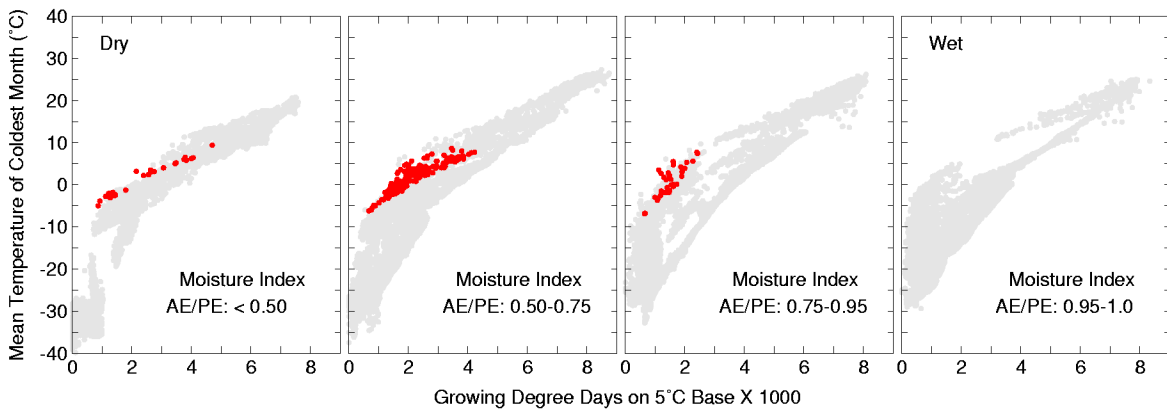 Mean Temperature of Coldest Month (°C)
40
30
20
10
0
-10
-20
-30
-40
Dry
Wet
Moisture Index
AE/PE: < 0.50
Moisture Index
AE/PE: 0.50-0.75
Moisture Index
AE/PE: 0.75-0.95
Moisture Index
AE/PE: 0.95-1.0
0 2 4 6 8
0 2 4 6 8
0 2 4 6 8
0 2 4 6 8
Growing Degree Days on 5°C Base X 1000